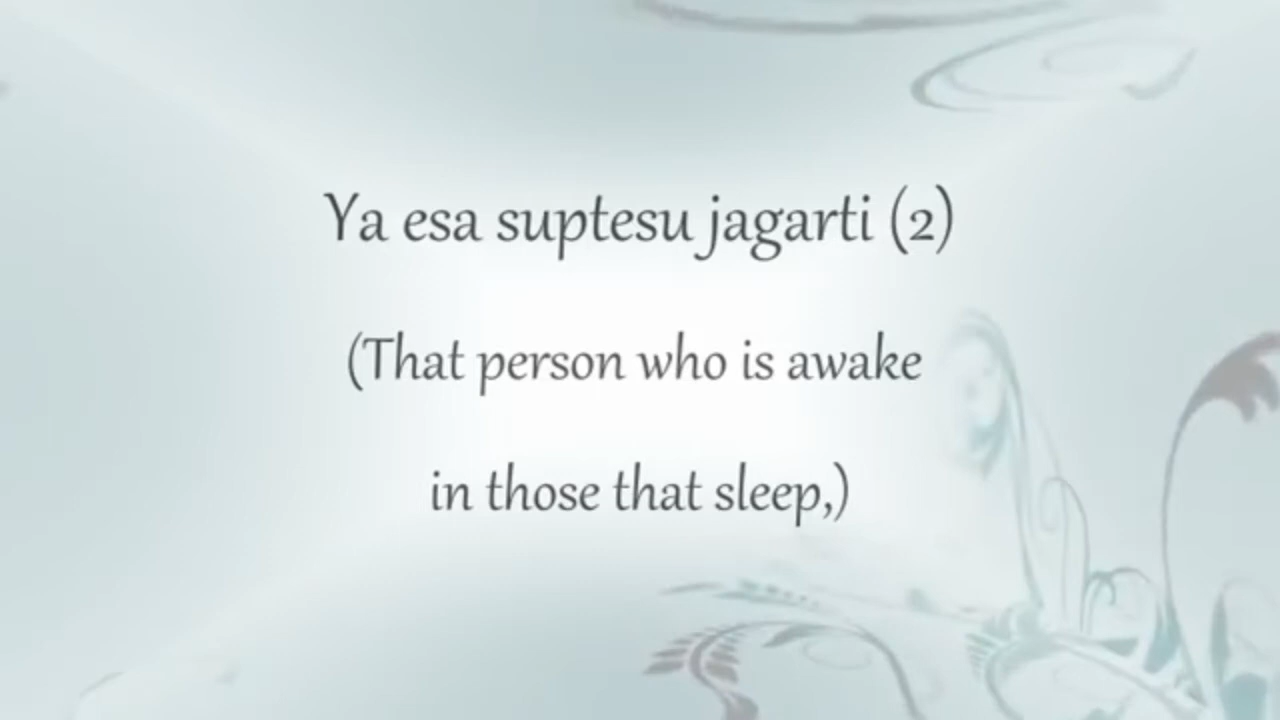 Ya esa suptesu jagarti (2)
(That person who is awake
in those that sleep,)